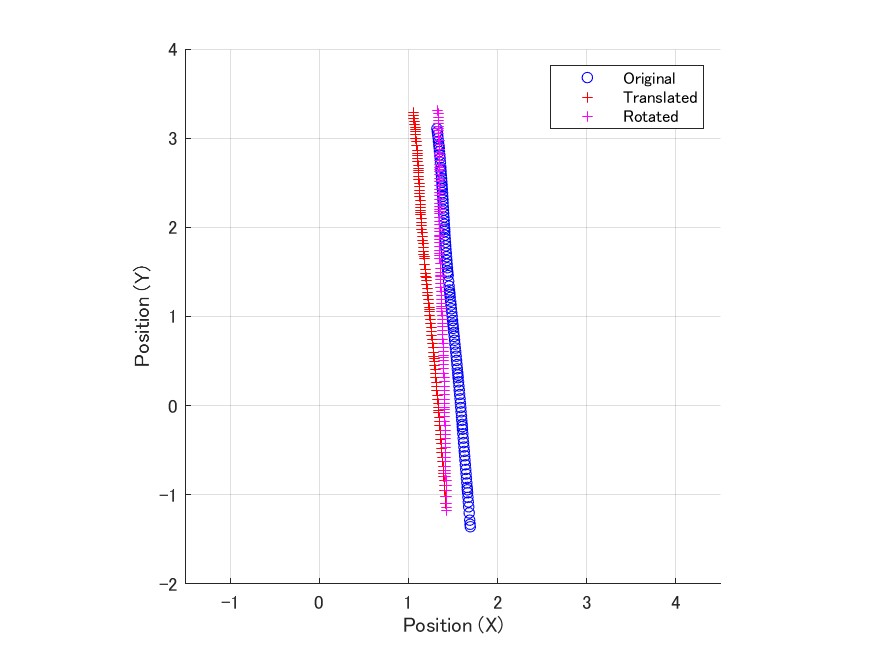 4
3
2
1
0
−1
−2
−1 0 1 2 3 4
Position (X)
Position (Y)
Original
Translated
Rotated